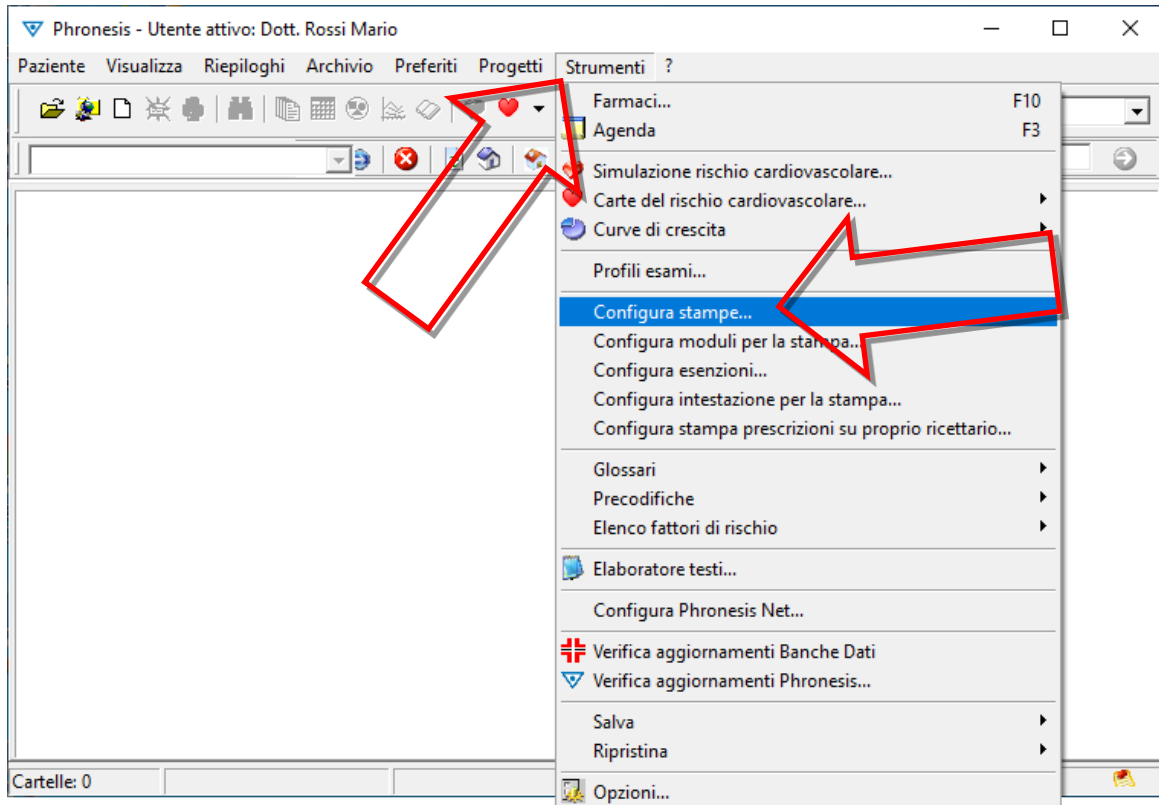 Phronesis - Utente attivo: Dott. Rossi Mario
Paziente Visualizza Riepiloghi Archivio Preferiti Progetti Strumenti ?
Farmaci... F10
Agenda F3
Simulazione rischio cardiovascolare...
Carte del rischio cardiovascolare...
Curve di crescita
Profili esami...
Configura stampe...
Configura moduli per la stampa...
Configura esenzioni...
Configura intestazione per la stampa...
Configura stampa prescrizioni su proprio ricettario...
Glossari
Precodifiche
Elenco fattori di rischio
Elaboratore testi...
Configura Phronesis Net...
Verifica aggiornamenti Banche Dati
Verifica aggiornamenti Phronesis...
Salva
Ripristina
Cartelle: 0
Opzioni...